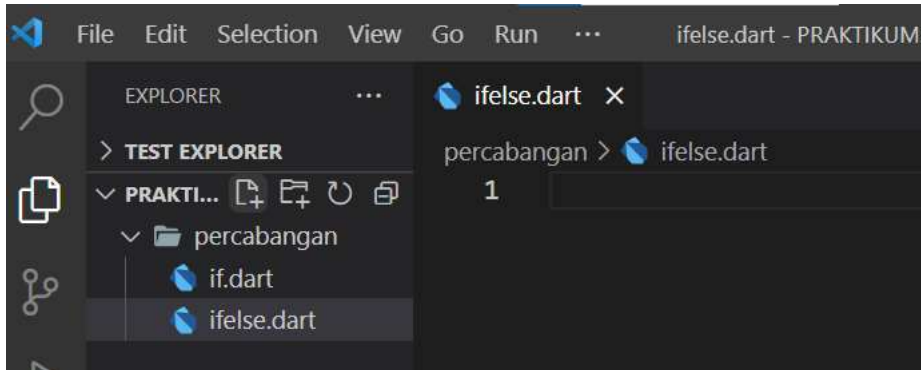 File Edit Selection View Go Run ··· ifelse.dart - PRAKTIKUM
EXPLORER ···
ifelse.dart ×
> TEST EXPLORER
percabangan > ifelse.dart
PRAKTI...
1
percabangan
if.dart
ifelse.dart